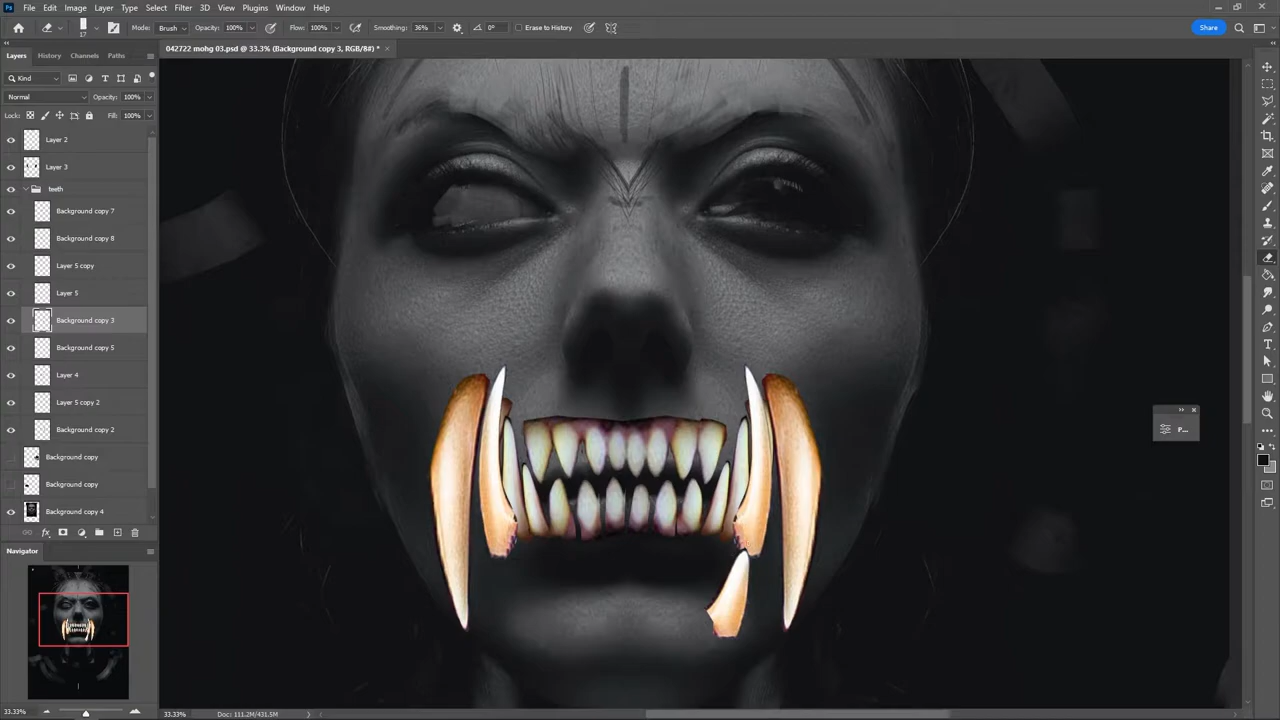 Ps File Edit Image Layer Type Select Filter 3D View Plugins Window Help
17 Mode: Brush Opacity: 100% Flow: 100% Smoothing: 36% 0° Erase to History Share
Layers History Channels Paths
042722 mohg 03.psd @ 33.3% (Background copy 3, RGB/8#) * ×
Kind
Normal Opacity: 100%
Lock: Fill: 100%
Layer 2
Layer 3
teeth
Background copy 7
Background copy 8
Layer 5 copy
Layer 5
Background copy 3
Background copy 5
Layer 4
Layer 5 copy 2
Background copy 2
Background copy
Background copy
Background copy 4
fx
Navigator
P...
33.33%
33.33% Doc: 111.2M/431.5M